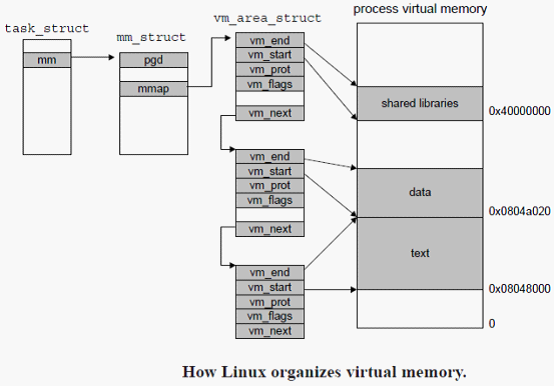 process virtual memory
vm_area_struct
task_struct
mm_struct
mm
pgd
mmap
vm_end
vm_start
vm_prot
vm_flags
vm_next
vm_end
vm_start
vm_prot
vm_flags
vm_next
vm_end
vm_start
vm_prot
vm_flags
vm_next
shared libraries
0x40000000
data
0x0804a020
text
0x08048000
0
How Linux organizes virtual memory.